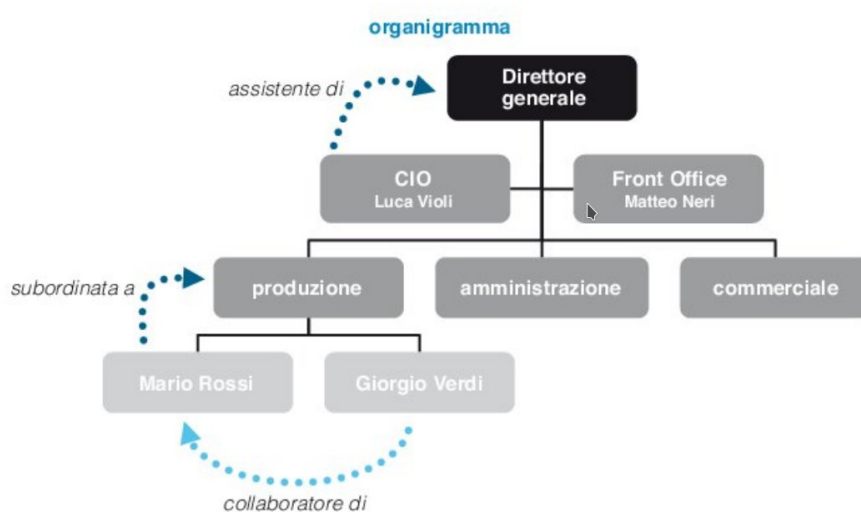 organigramma
Direttore
generale
assistente di
CIO
Luca Violi
Front Office
Matteo Neri
subordinata a
produzione
amministrazione
commerciale
Mario Rossi
Giorgio Verdi
collaboratore di